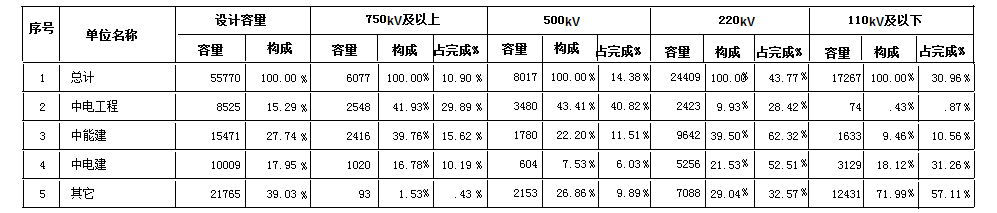 序号 单位名称 设计容量 750kV及以上 500kV 220kV 110kV及以下
容量 构成 容量 构成 占完成% 容量 构成 占完成% 容量 构成 占完成% 容量 构成 占完成%
1 总计 55770 100.00 % 6077 100.00% 10.90 % 8017 100.00 % 14.38 % 24409 100.00% 43.77 % 17267 100.00 % 30.96 %
2 中电工程 8525 15.29 % 2548 41.93% 29.89 % 3480 43.41 % 40.82 % 2423 9.93% 28.42 % 74 .43% .87%
3 中能建 15471 27.74 % 2416 39.76% 15.62 % 1780 22.20 % 11.51 % 9642 39.50% 62.32 % 1633 9.46 % 10.56 %
4 中电建 10009 17.95 % 1020 16.78% 10.19 % 604 7.53 % 6.03 % 5256 21.53% 52.51 % 3129 18.12 % 31.26 %
5 其它 21765 39.03 % 93 1.53% .43 % 2153 26.86 % 9.89 % 7088 29.04% 32.57 % 12431 71.99% 57.11 %